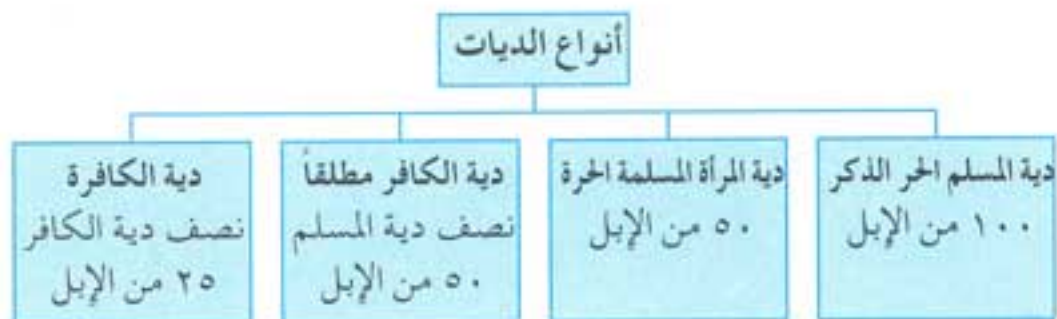 أنواع الديات
دية المسلم الحر الذكر
١٠٠ من الإبل
دية المرأة المسلمة الحرة
٥٠ من الإبل
دية الكافر مطلقاً
نصف دية المسلم
٥٠ من الإبل
دية الكافرة
نصف دية الكافر
٢٥ من الإبل